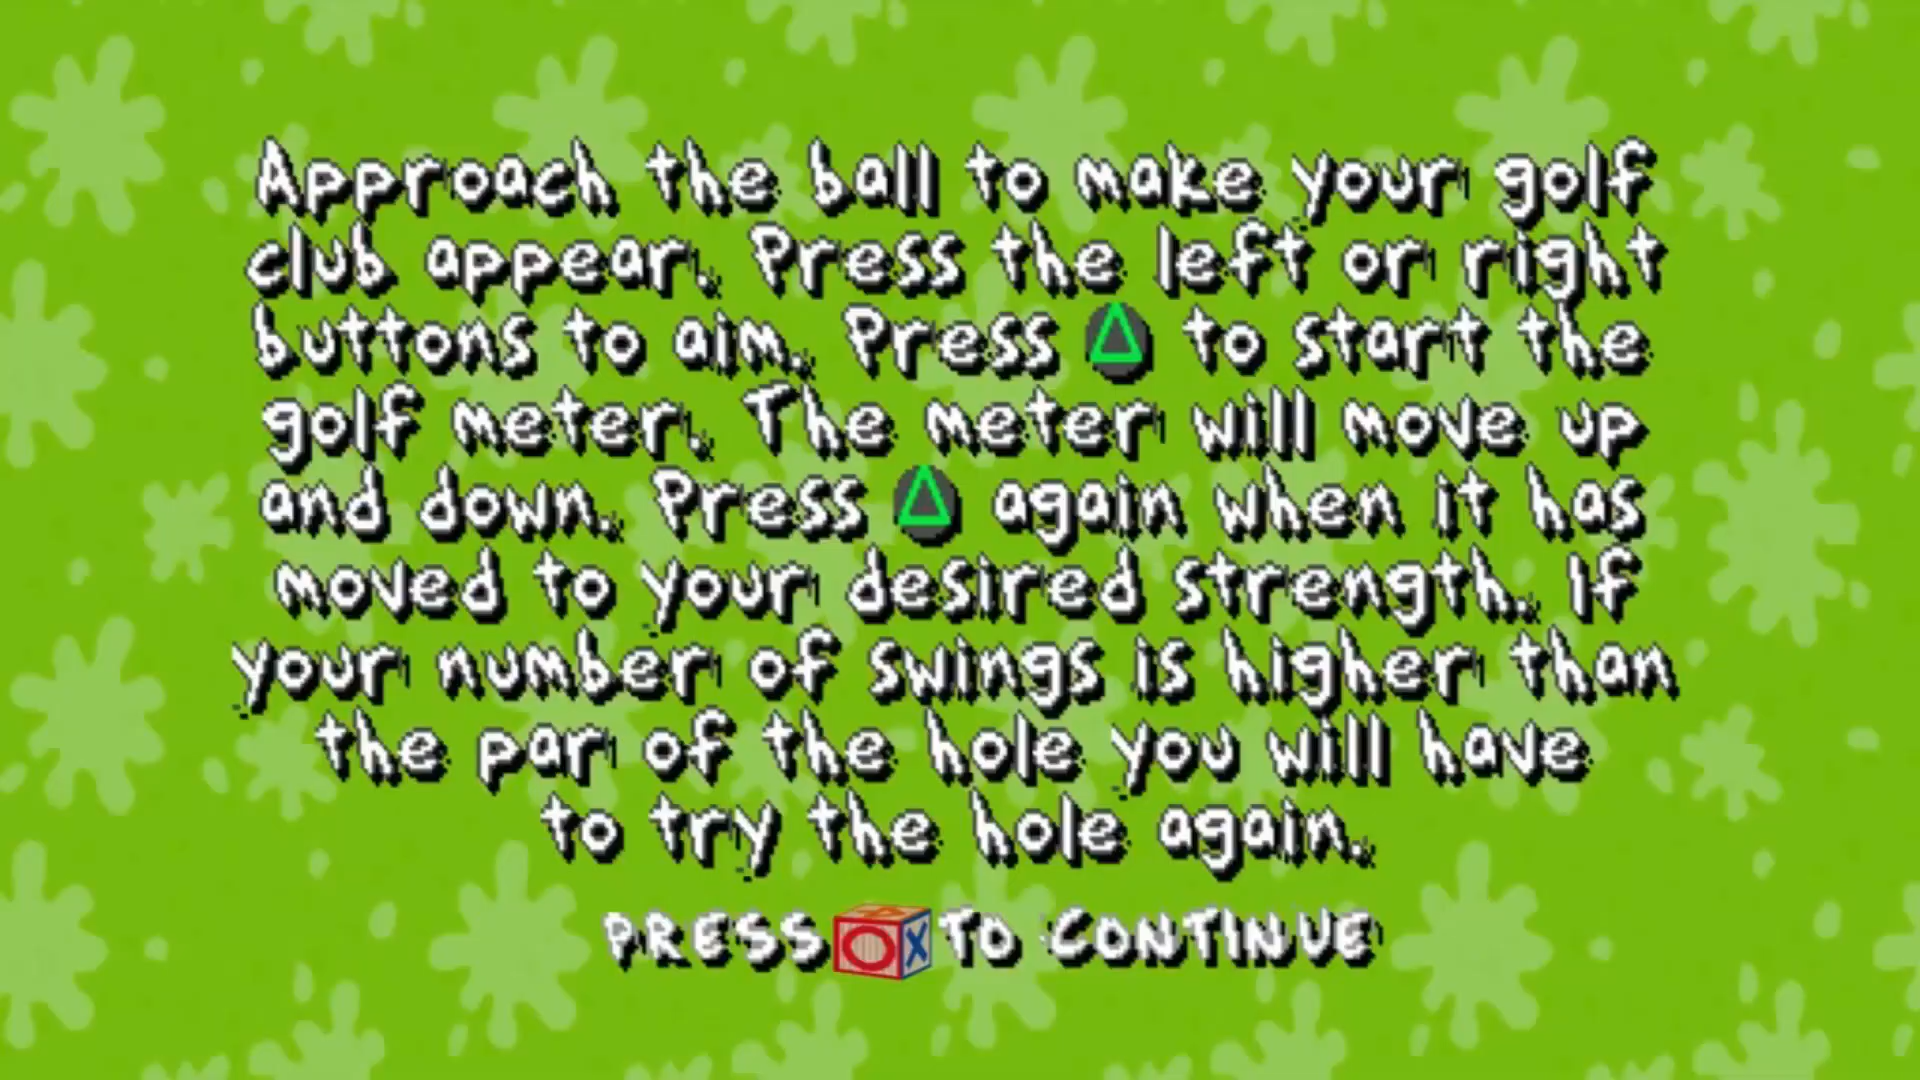 Approach the ball to make your golf
club appear. Press the left or right
buttons to aim. Press △ to start the
golf meter. The meter will move up
and down. Press △ again when it has
moved to your desired strength. If
your number of swings is higher than
the par of the hole you will have
to try the hole again.
PRESS O X TO CONTINUE